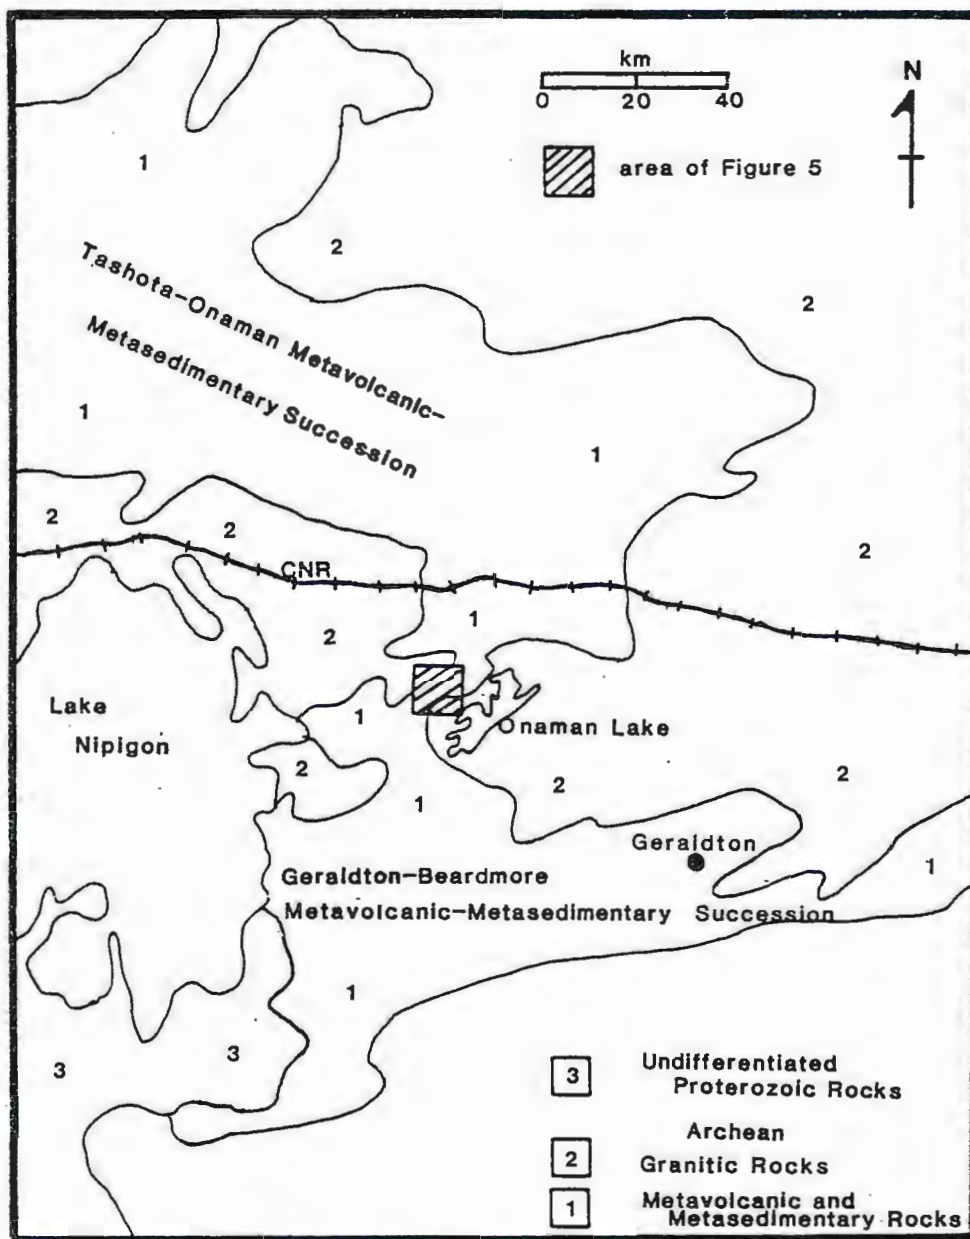 km
0 20 40
N
area of Figure 5
1
2
2
Tashota-Onaman Metavolcanic-
Metasedimentary Succession
1
1
2
2
2
CNR
2
1
Lake
Nipigon
1
Onaman Lake
2
1
2
2
Geraldton
1
Geraldton-Beardmore
Metavolcanic-Metasedimentary Succession
1
3
3
3 Undifferentiated
Proterozoic Rocks
Archean
2 Granitic Rocks
1 Metavolcanic and
Metasedimentary Rocks